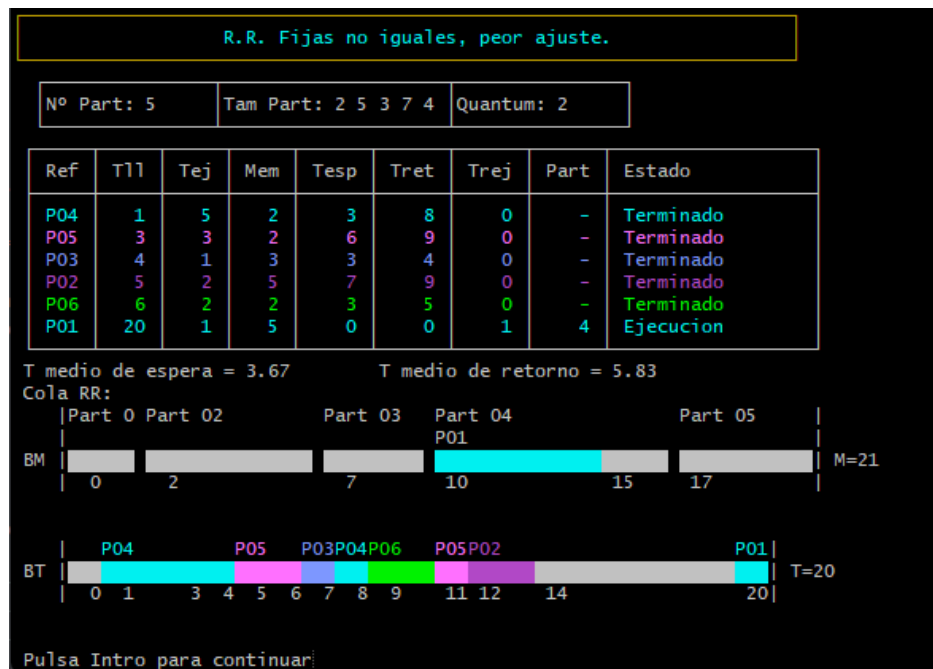 R.R. Fijas no iguales, peor ajuste.
Nº Part: 5 Tam Part: 2 5 3 7 4 Quantum: 2
Ref Tll Tej Mem Tesp Tret Trej Part Estado
P04 1 5 2 3 8 0 - Terminado
P05 3 3 2 6 9 0 - Terminado
P03 4 1 3 3 4 0 - Terminado
P02 5 2 5 7 9 0 - Terminado
P06 6 2 2 3 5 0 - Terminado
P01 20 1 5 0 0 1 4 Ejecucion
T medio de espera = 3.67 T medio de retorno = 5.83
Cola RR:
|Part 0 Part 02 Part 03 Part 04 Part 05 |
| P01 |
BM | | M=21
| 0 2 7 10 15 17 |
| P04 P05 P03P04P06 P05P02 P01|
BT | | T=20
| 0 1 3 4 5 6 7 8 9 11 12 14 20|
Pulsa Intro para continuar